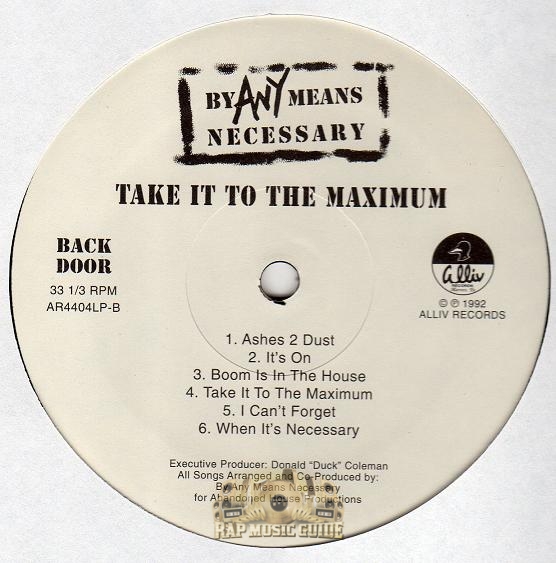 BY ANY MEANS
NECESSARY
TAKE IT TO THE MAXIMUM
BACK
DOOR
33 1/3 RPM
AR4404LP-B
alliv
RECORDS
© ℗ 1992
ALLIV RECORDS
1. Ashes 2 Dust
2. It's On
3. Boom Is In The House
4. Take It To The Maximum
5. I Can't Forget
6. When It's Necessary
Executive Producer: Donald "Duck" Coleman
All Songs Arranged and Co-Produced by:
By Any Means Necessary
for Abandoned House Productions
RAP MUSIC GUIDE